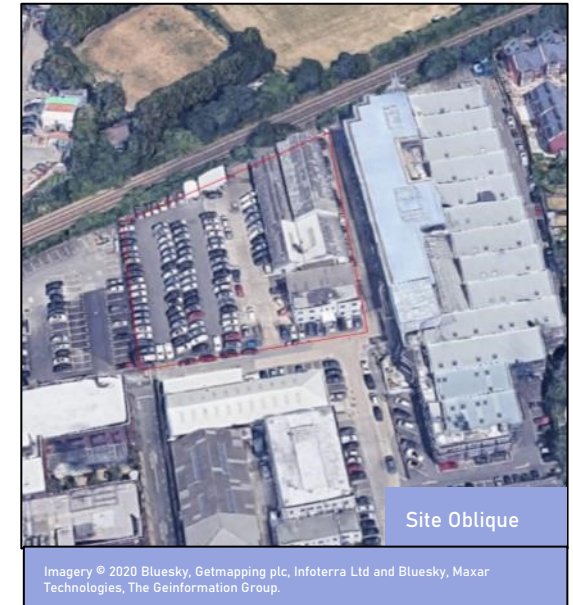 Site Oblique
Imagery © 2020 Bluesky, Getmapping plc, Infoterra Ltd and Bluesky, Maxar
Technologies, The Geinformation Group.